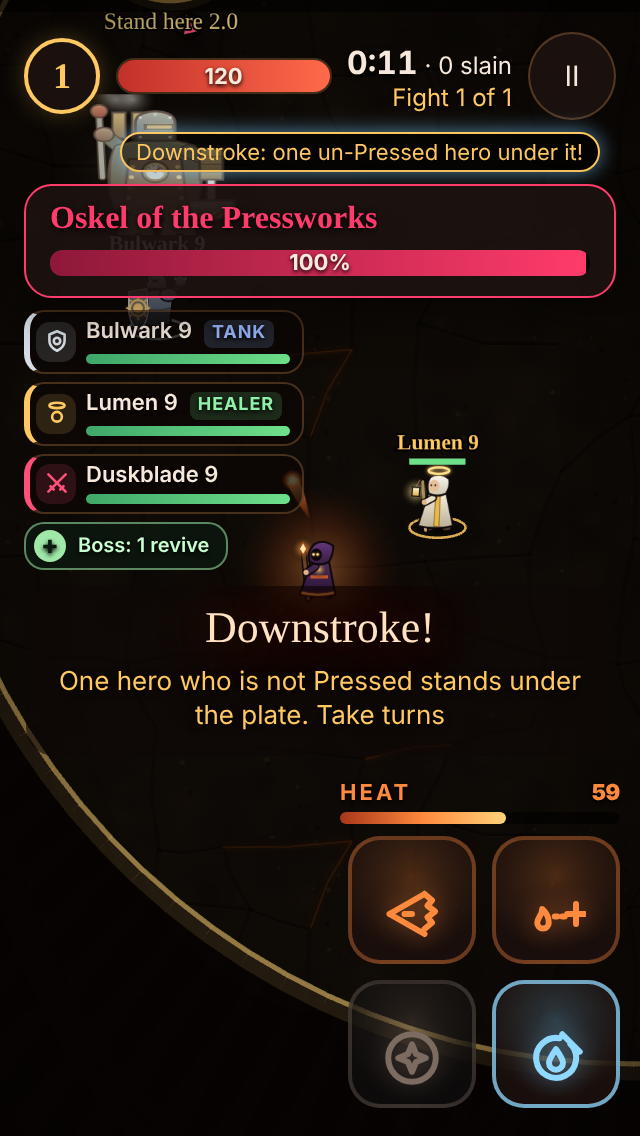 Stand here 2.0
1
120
0:11 · 0 slain
Fight 1 of 1
Downstroke: one un-Pressed hero under it!
Oskel of the Pressworks
Bulwark 9
100%
Bulwark 9 TANK
Lumen 9 HEALER
Duskblade 9
Boss: 1 revive
Lumen 9
Downstroke!
One hero who is not Pressed stands under
the plate. Take turns
HEAT 59